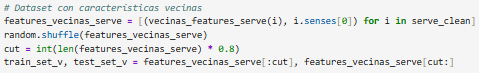 # Dataset con características vecinas
features_vecinas_serve = [(vecinas_features_serve(i), i.senses[0]) for i in serve_clean]
random.shuffle(features_vecinas_serve)
cut = int(len(features_vecinas_serve) * 0.8)
train_set_v, test_set_v = features_vecinas_serve[:cut], features_vecinas_serve[cut:]